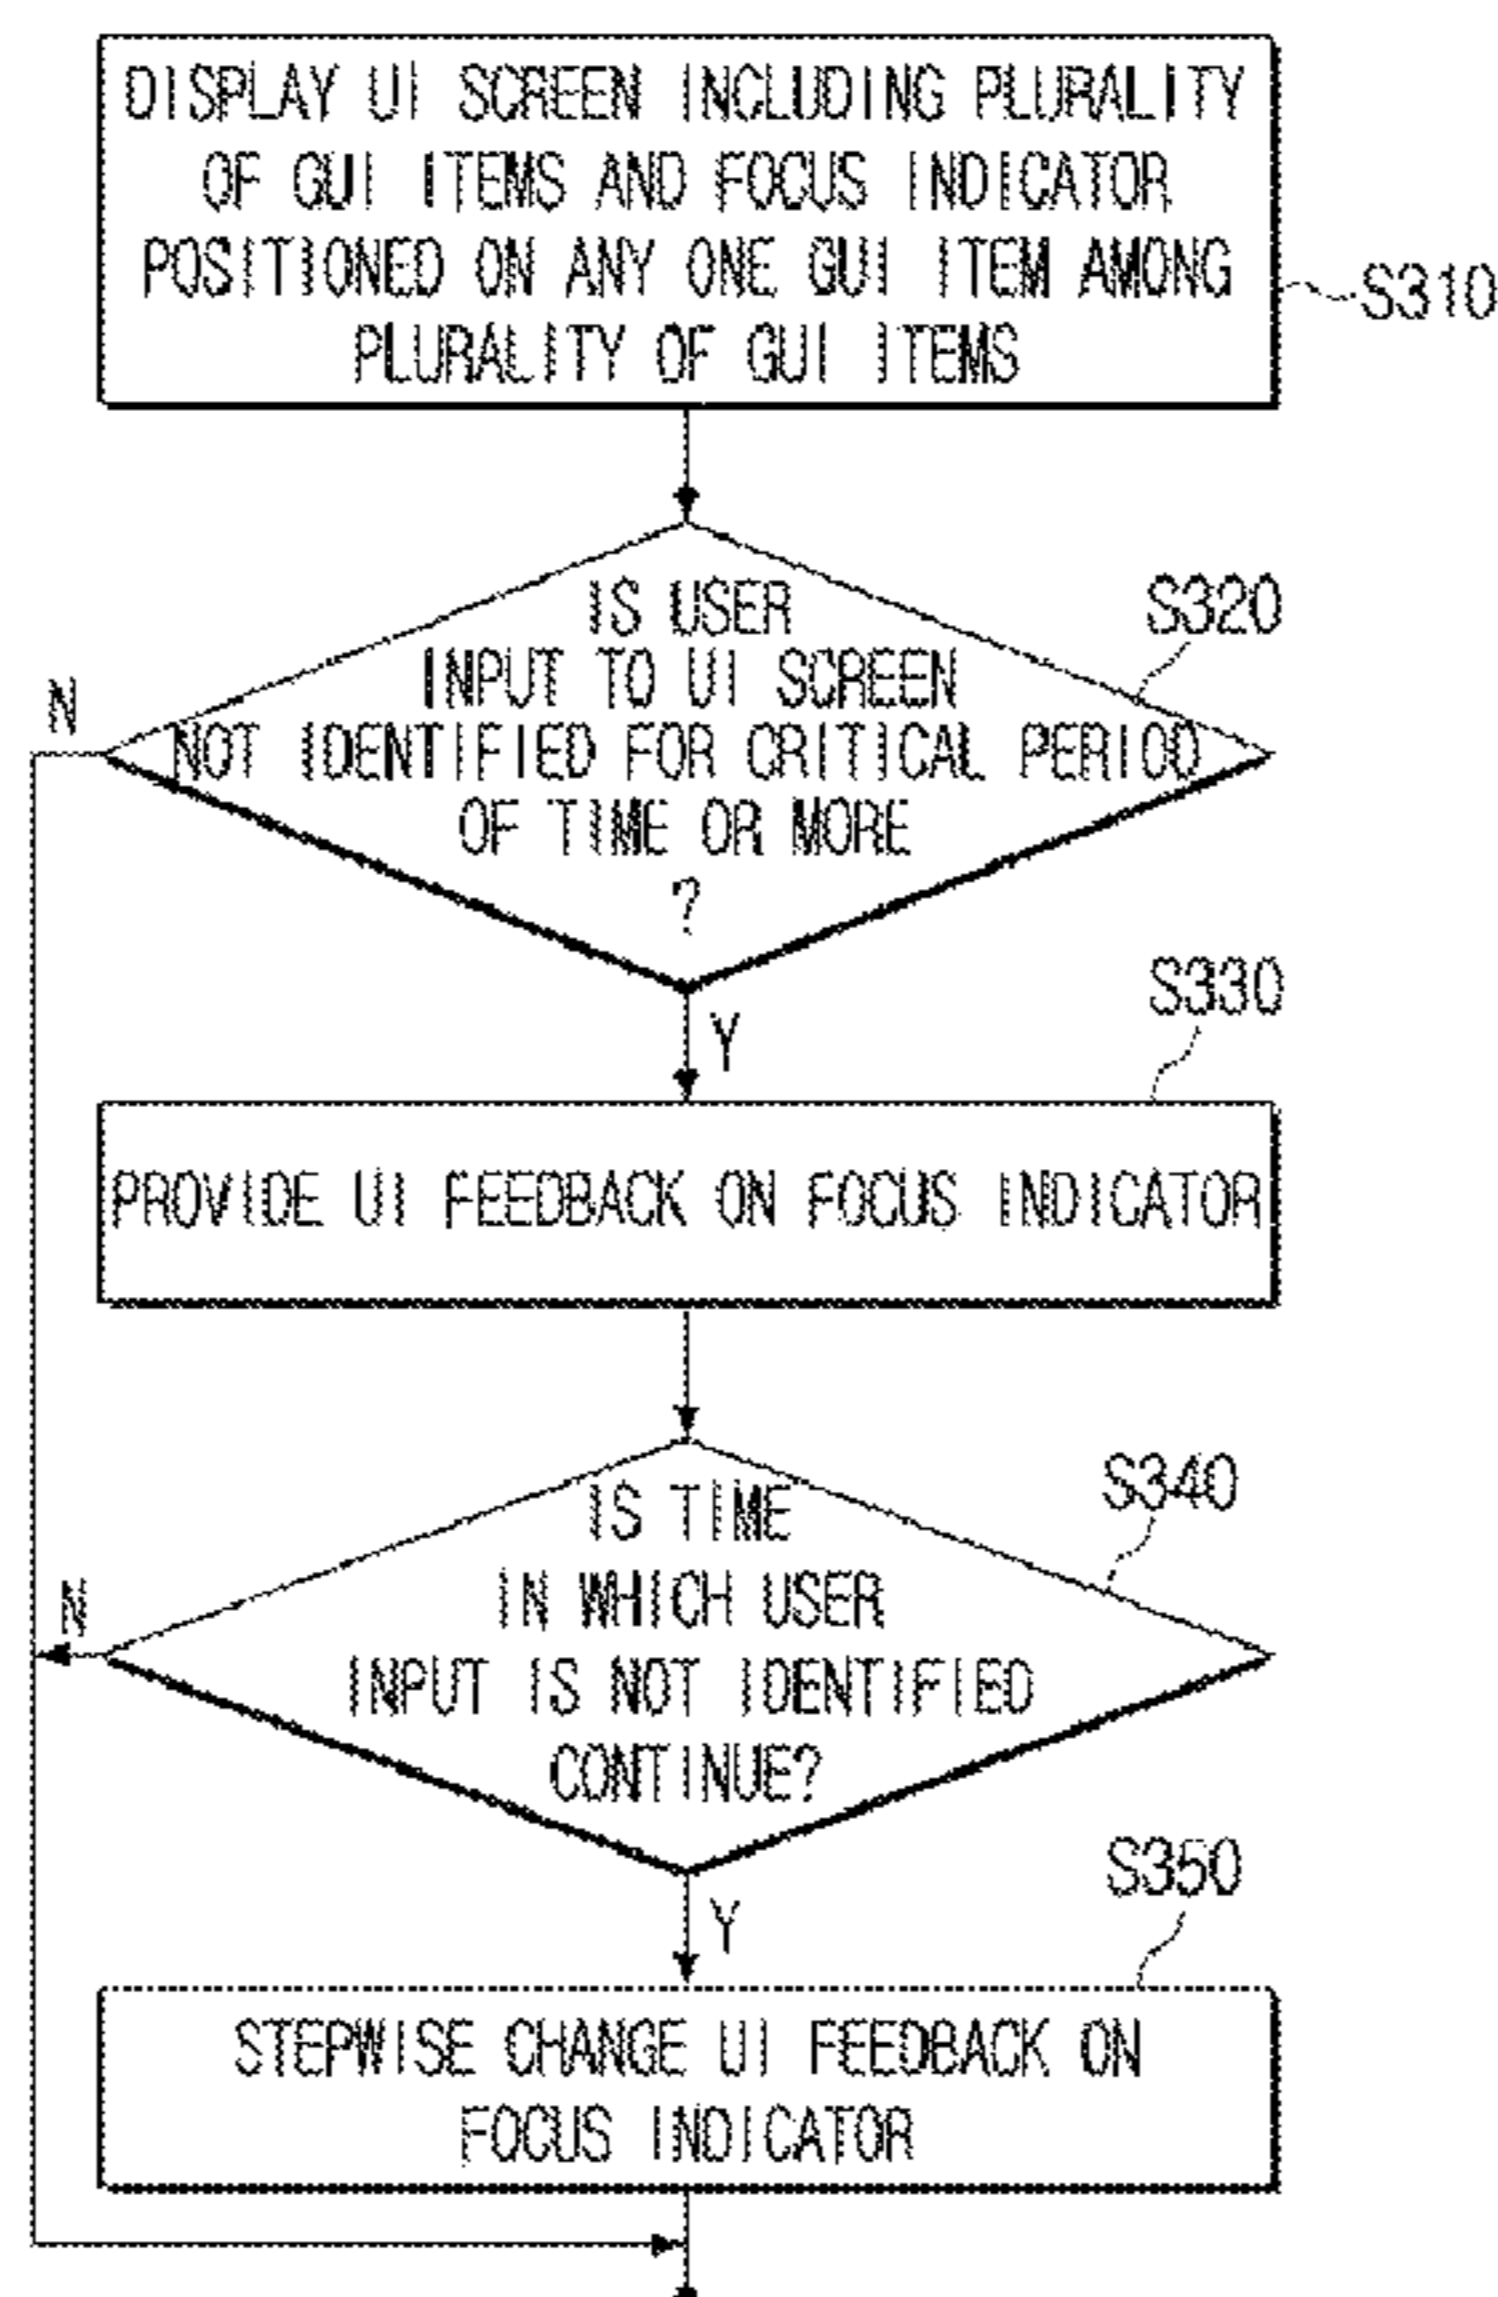 DISPLAY UI SCREEN INCLUDING PLURALITY
OF GUI ITEMS AND FOCUS INDICATOR
POSITIONED ON ANY ONE GUI ITEM AMONG
PLURALITY OF GUI ITEMS
S310
IS USER
INPUT TO UI SCREEN
NOT IDENTIFIED FOR CRITICAL PERIOD
OF TIME OR MORE
?
S320
N
Y
S330
PROVIDE UI FEEDBACK ON FOCUS INDICATOR
S340
IS TIME
IN WHICH USER
INPUT IS NOT IDENTIFIED
CONTINUE?
N
Y
S350
STEPWISE CHANGE UI FEEDBACK ON
FOCUS INDICATOR